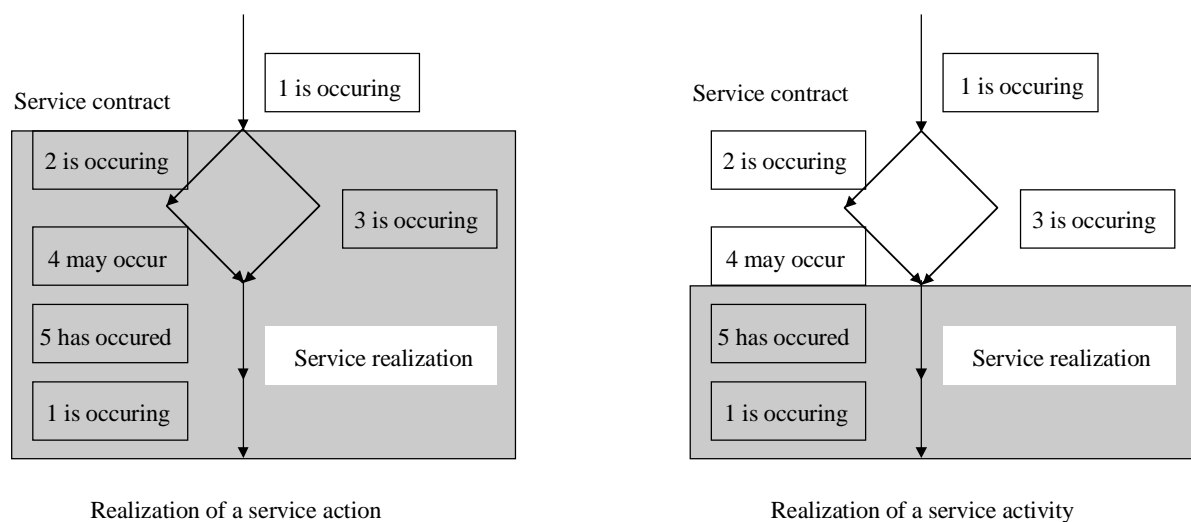 1 is occuring
Service contract
2 is occuring
3 is occuring
4 may occur
5 has occured
Service realization
1 is occuring
Realization of a service action
1 is occuring
Service contract
2 is occuring
3 is occuring
4 may occur
5 has occured
Service realization
1 is occuring
Realization of a service activity